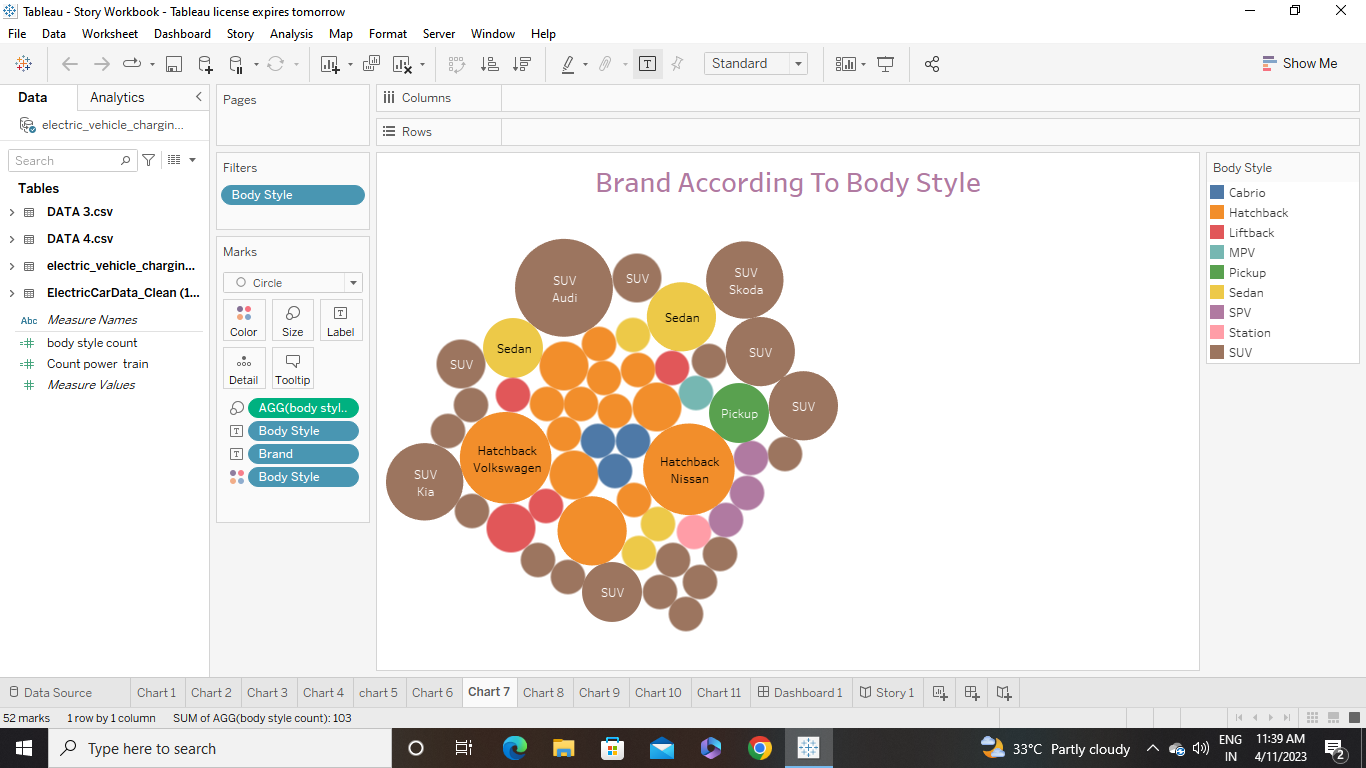 Tableau - Story Workbook - Tableau license expires tomorrow
File Data Worksheet Dashboard Story Analysis Map Format Server Window Help
Standard
Show Me
Data Analytics
electric_vehicle_chargin...
Search
Tables
DATA 3.csv
DATA 4.csv
electric_vehicle_chargin...
ElectricCarData_Clean (1...
Abc Measure Names
body style count
Count power train
Measure Values
Pages
Filters
Body Style
Marks
Circle
Color Size Label
Detail Tooltip
AGG(body styl..
Body Style
Brand
Body Style
Columns
Rows
Brand According To Body Style
SUV
Audi
SUV
SUV
Skoda
Sedan
Sedan
SUV
SUV
SUV
Pickup
Hatchback
Volkswagen
Hatchback
Nissan
SUV
Kia
SUV
Body Style
Cabrio
Hatchback
Liftback
MPV
Pickup
Sedan
SPV
Station
SUV
Data Source Chart 1 Chart 2 Chart 3 Chart 4 chart 5 Chart 6 Chart 7 Chart 8 Chart 9 Chart 10 Chart 11 Dashboard 1 Story 1
52 marks 1 row by 1 column SUM of AGG(body style count): 103
Type here to search
33°C Partly cloudy
ENG
IN
11:39 AM
4/11/2023
2